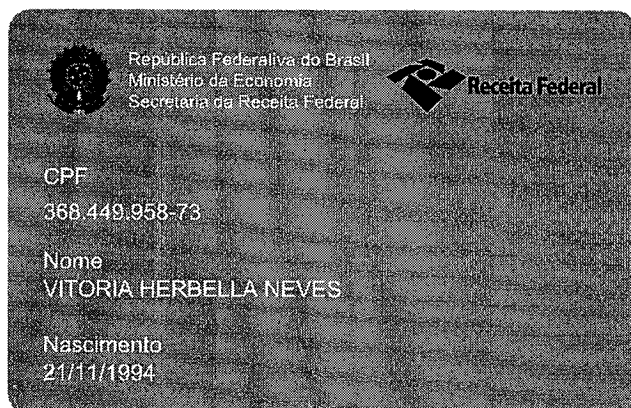 República Federativa do Brasil
Ministério da Economia
Secretaria da Receita Federal
Receita Federal
CPF
368.449.958-73
Nome
VITORIA HERBELLA NEVES
Nascimento
21/11/1994